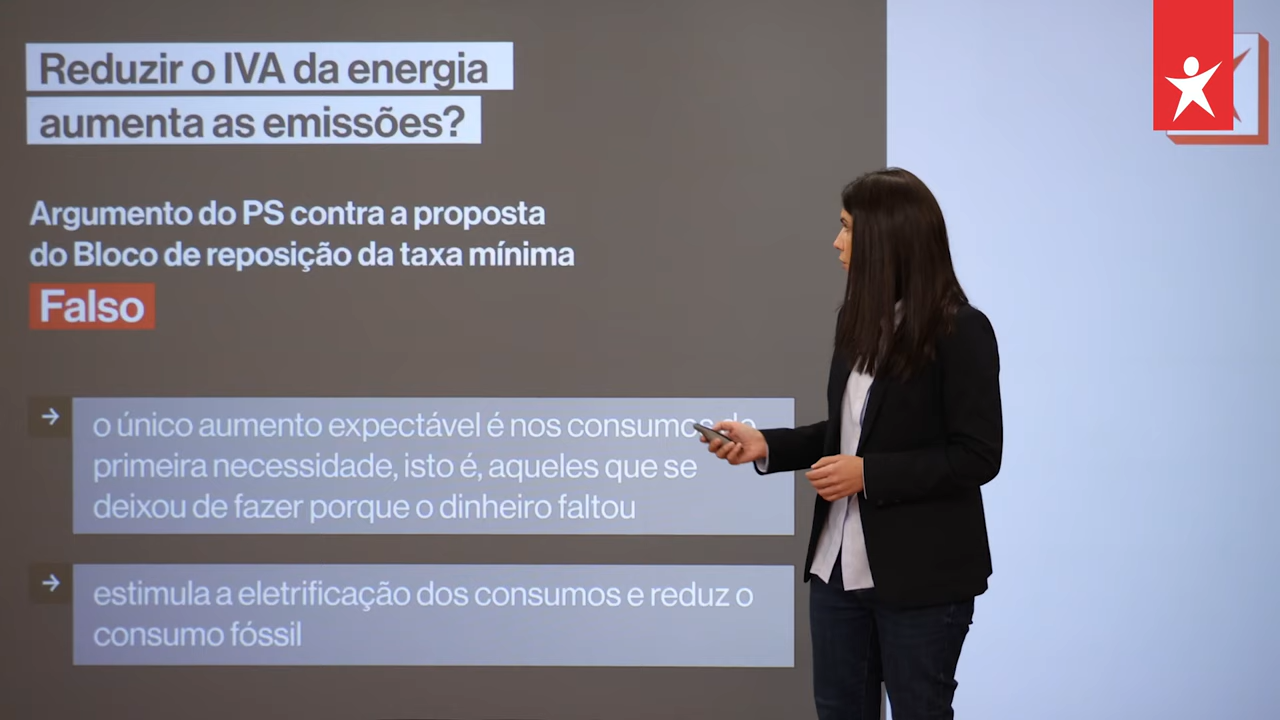 Reduzir o IVA da energia
aumenta as emissões?
Argumento do PS contra a proposta
do Bloco de reposição da taxa mínima
Falso
→ o único aumento expectável é nos consumos de
primeira necessidade, isto é, aqueles que se
deixou de fazer porque o dinheiro faltou
→ estimula a eletrificação dos consumos e reduz o
consumo fóssil